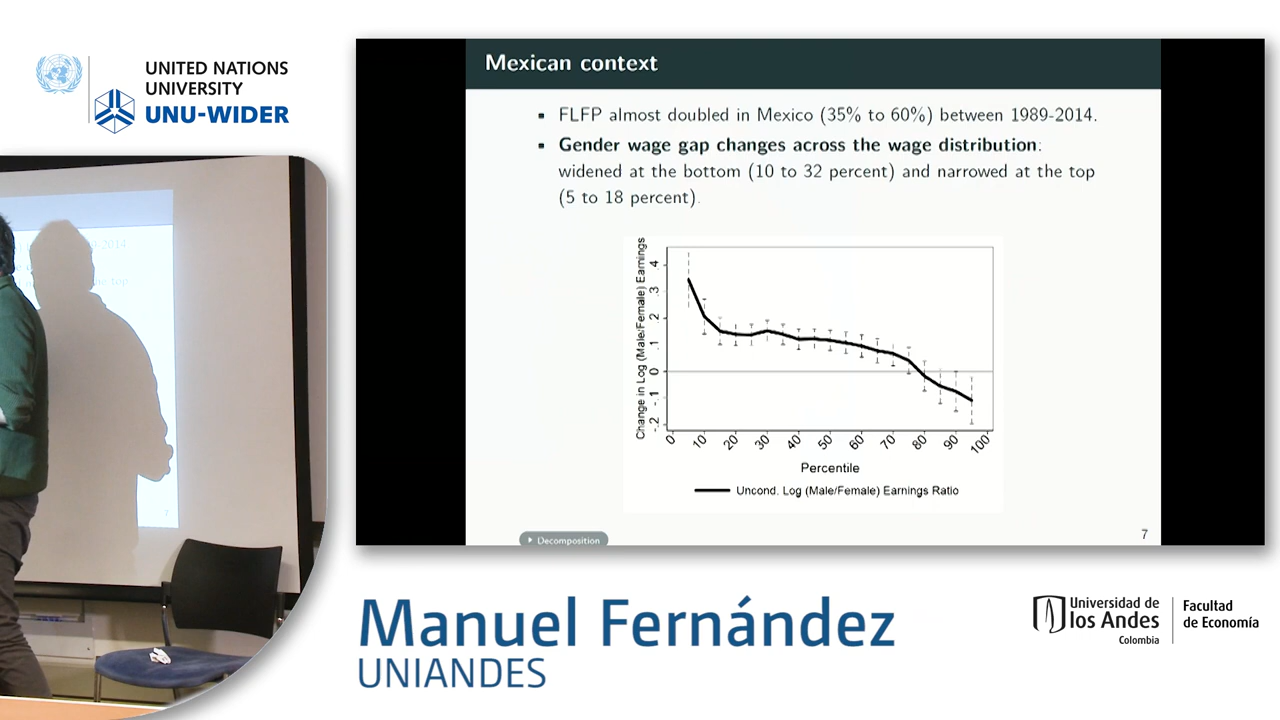 UNITED NATIONS
UNIVERSITY
UNU-WIDER
Mexican context
▪ FLFP almost doubled in Mexico (35% to 60%) between 1989-2014.
▪ Gender wage gap changes across the wage distribution:
widened at the bottom (10 to 32 percent) and narrowed at the top
(5 to 18 percent).
Change in Log (Male/Female) Earnings
.4
.3
.2
.1
0
-.1
-.2
0 10 20 30 40 50 60 70 80 90 100
Percentile
Uncond. Log (Male/Female) Earnings Ratio
Decomposition
7
Manuel Fernández
UNIANDES
Universidad de
los Andes
Colombia
Facultad
de Economía